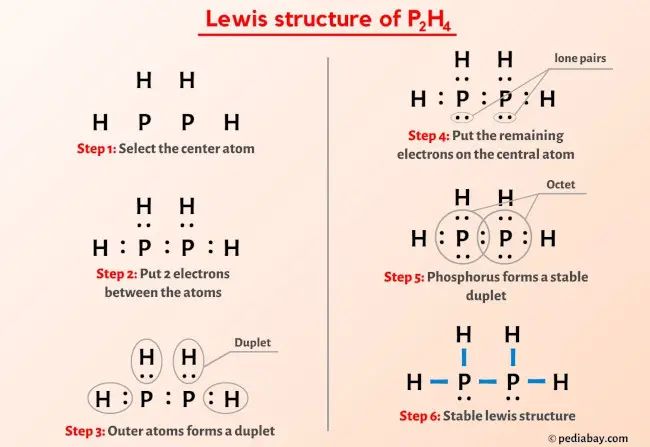 Lewis structure of P₂H₄
H H
H P P H
Step 1: Select the center atom
H H
H : P : P : H
Step 2: Put 2 electrons
between the atoms
Duplet
H H
H : P : P : H
Step 3: Outer atoms forms a duplet
lone pairs
H H
H : P : P : H
Step 4: Put the remaining
electrons on the central atom
Octet
H H
H : P : P : H
Step 5: Phosphorus forms a stable
duplet
H H
H P P H
Step 6: Stable lewis structure
© pediabay.com